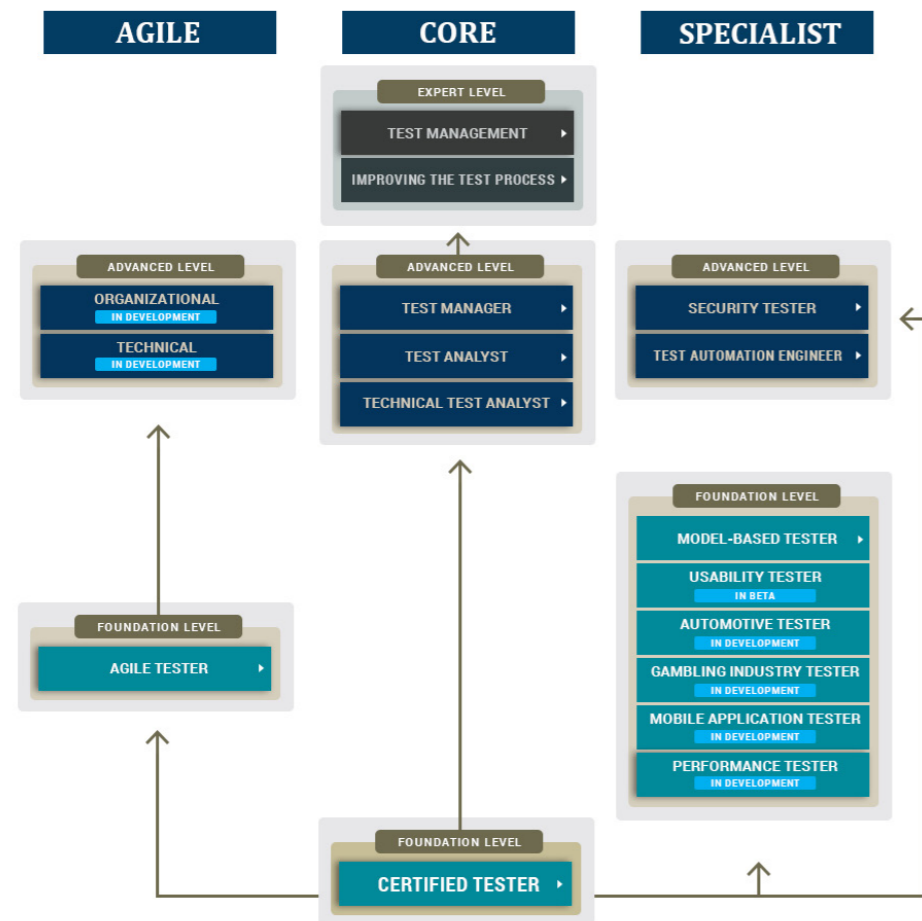 AGILE
CORE
SPECIALIST
EXPERT LEVEL
TEST MANAGEMENT
IMPROVING THE TEST PROCESS
ADVANCED LEVEL
ORGANIZATIONAL
IN DEVELOPMENT
TECHNICAL
IN DEVELOPMENT
ADVANCED LEVEL
TEST MANAGER
TEST ANALYST
TECHNICAL TEST ANALYST
ADVANCED LEVEL
SECURITY TESTER
TEST AUTOMATION ENGINEER
FOUNDATION LEVEL
AGILE TESTER
FOUNDATION LEVEL
MODEL-BASED TESTER
USABILITY TESTER
IN BETA
AUTOMOTIVE TESTER
IN DEVELOPMENT
GAMBLING INDUSTRY TESTER
IN DEVELOPMENT
MOBILE APPLICATION TESTER
IN DEVELOPMENT
PERFORMANCE TESTER
IN DEVELOPMENT
FOUNDATION LEVEL
CERTIFIED TESTER